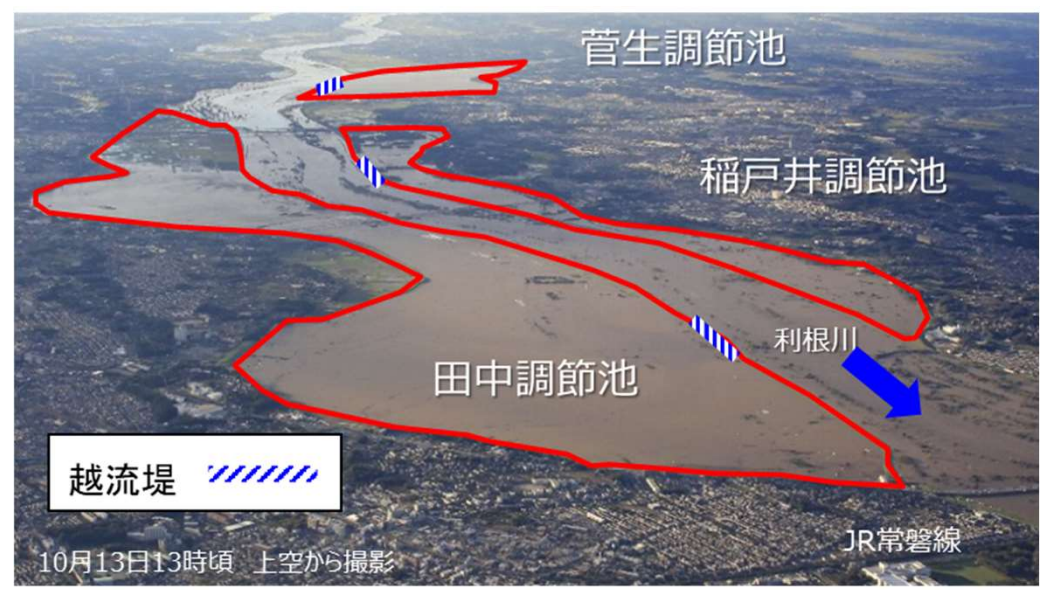 菅生調節池
稲戸井調節池
利根川
田中調節池
越流堤
JR常磐線
10月13日13時頃　上空から撮影